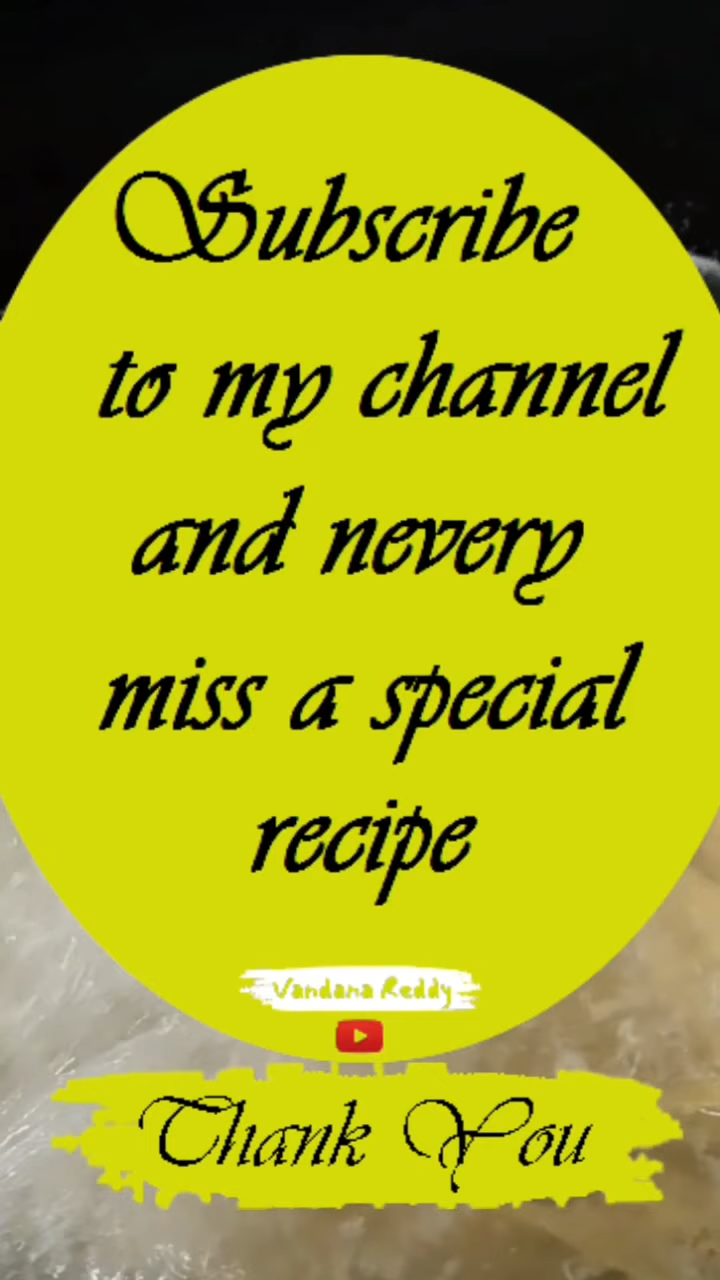 Subscribe
to my channel
and nevery
miss a special
recipe
Vandana Reddy
Thank You